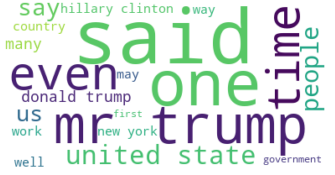 say hillary clinton way
country
many said time people
even one
may
donald trump
us mr trump
work new york first
united state
well government